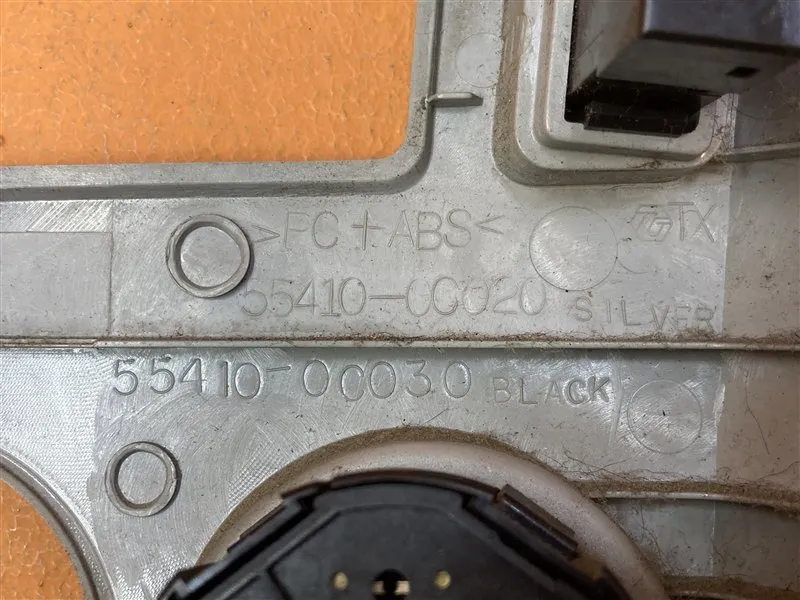 >PC+ABS< TX
55410-0C020 SILVER
55410-0C030 BLACK